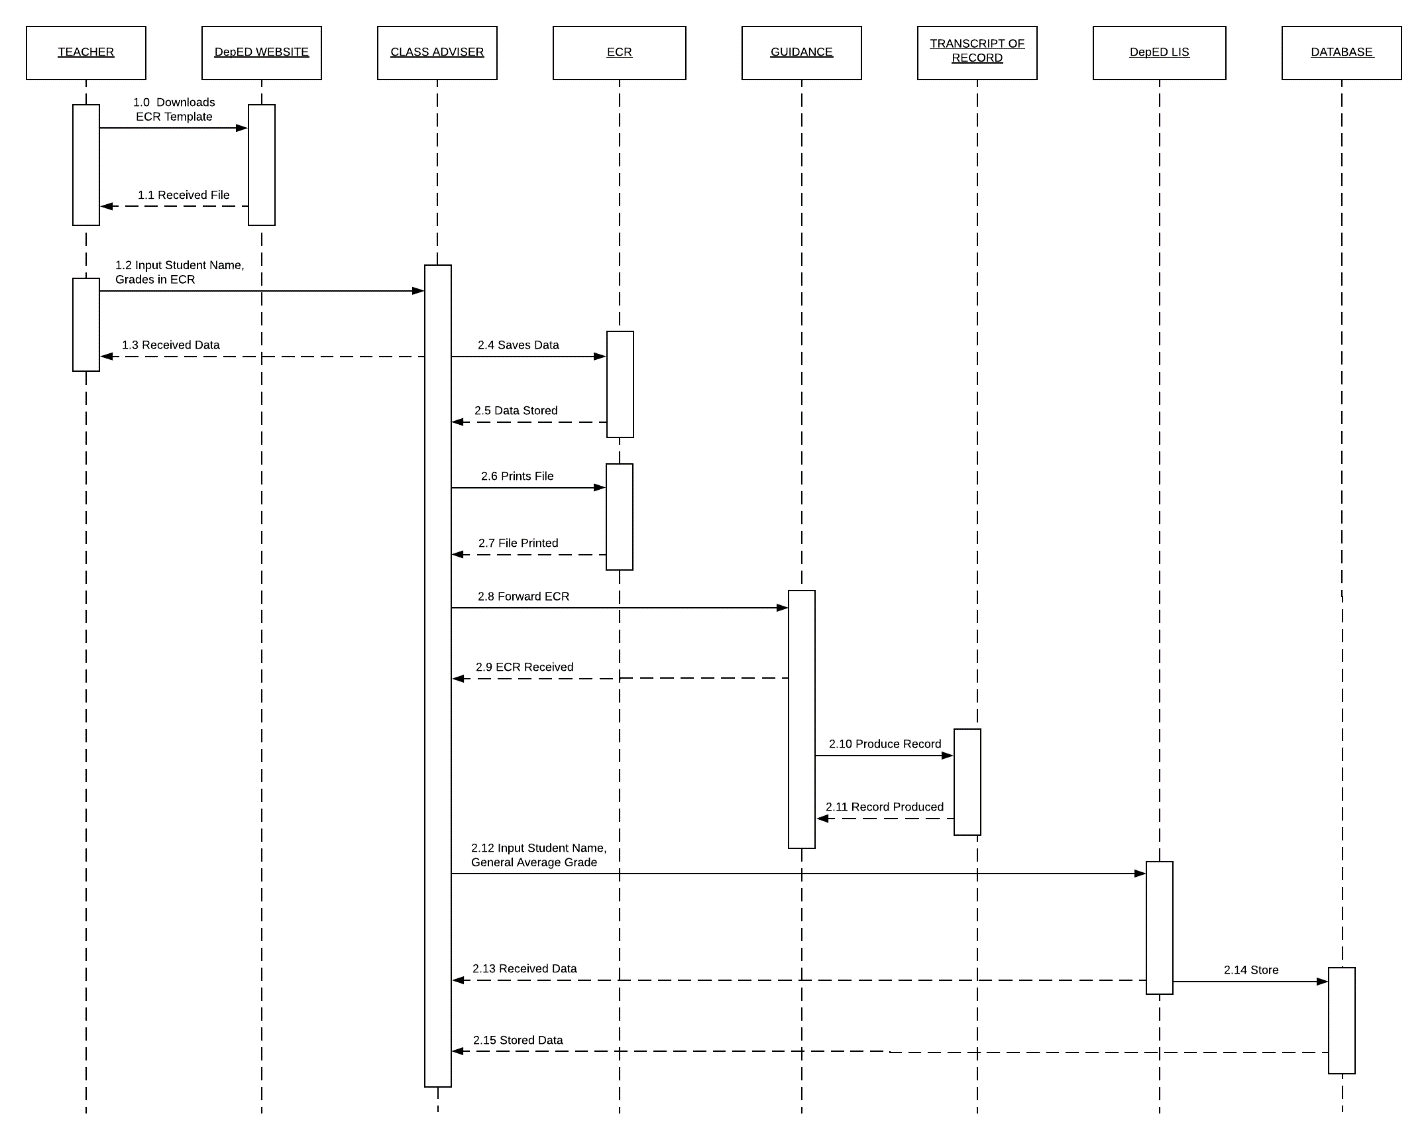 TEACHER
DepED WEBSITE
CLASS ADVISER
ECR
GUIDANCE
TRANSCRIPT OF
RECORD
DepED LIS
DATABASE
1.0 Downloads
ECR Template
1.1 Received File
1.2 Input Student Name,
Grades in ECR
1.3 Received Data
2.4 Saves Data
2.5 Data Stored
2.6 Prints File
2.7 File Printed
2.8 Forward ECR
2.9 ECR Received
2.10 Produce Record
2.11 Record Produced
2.12 Input Student Name,
General Average Grade
2.13 Received Data
2.14 Store
2.15 Stored Data